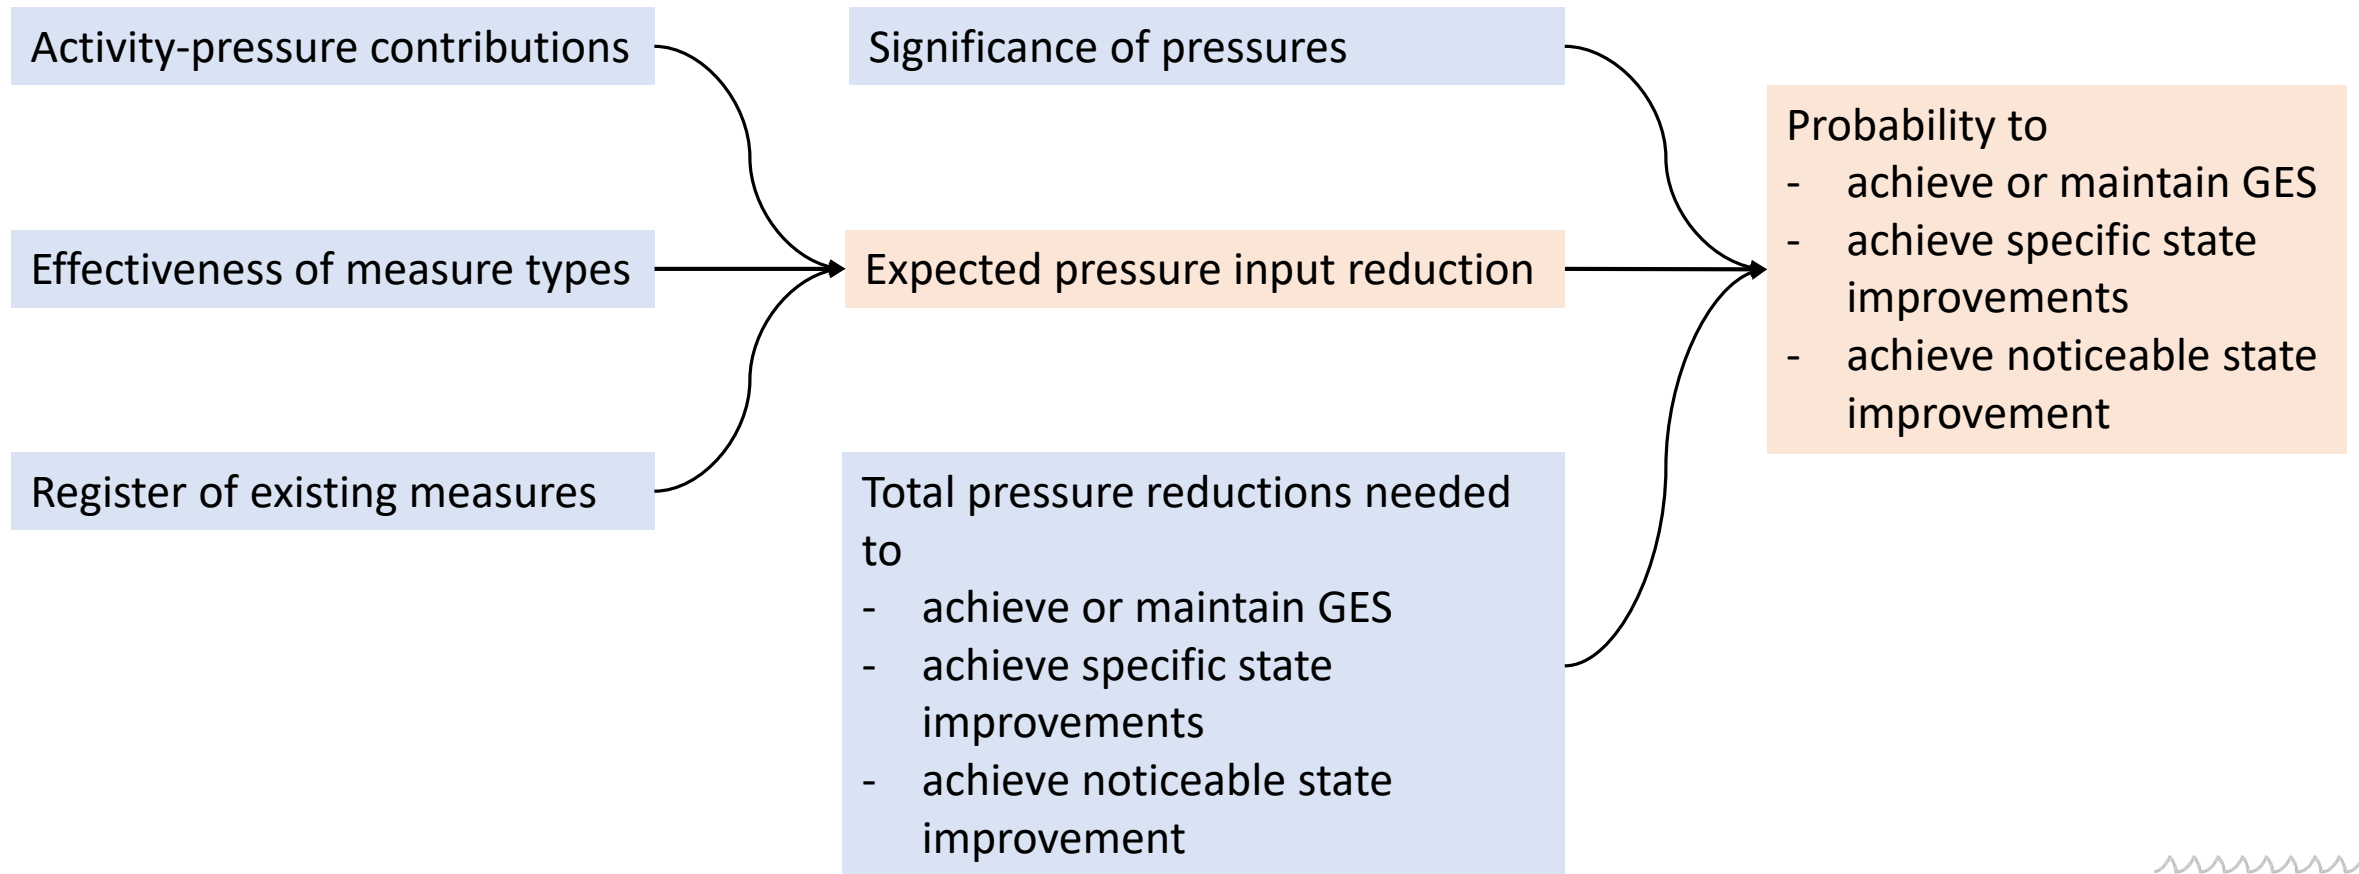 Activity-pressure contributions
Effectiveness of measure types
Register of existing measures
Significance of pressures
Expected pressure input reduction
Total pressure reductions needed
to
- achieve or maintain GES
- achieve specific state
improvements
- achieve noticeable state
improvement
Probability to
- achieve or maintain GES
- achieve specific state
improvements
- achieve noticeable state
improvement